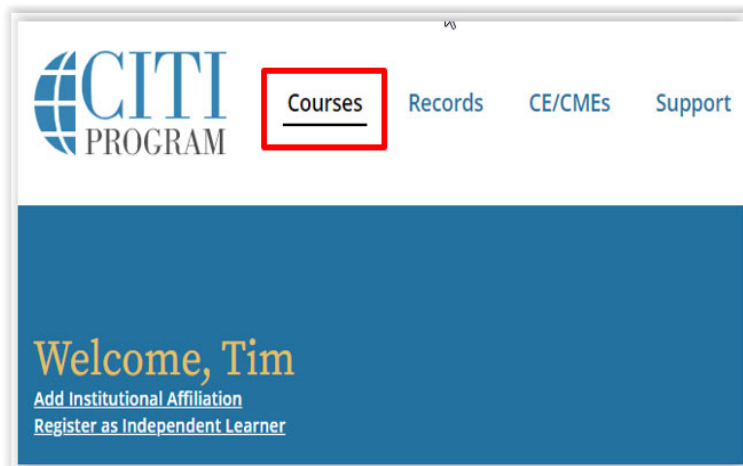 CITI
PROGRAM
Courses Records CE/CMEs Support
Welcome, Tim
Add Institutional Affiliation
Register as Independent Learner